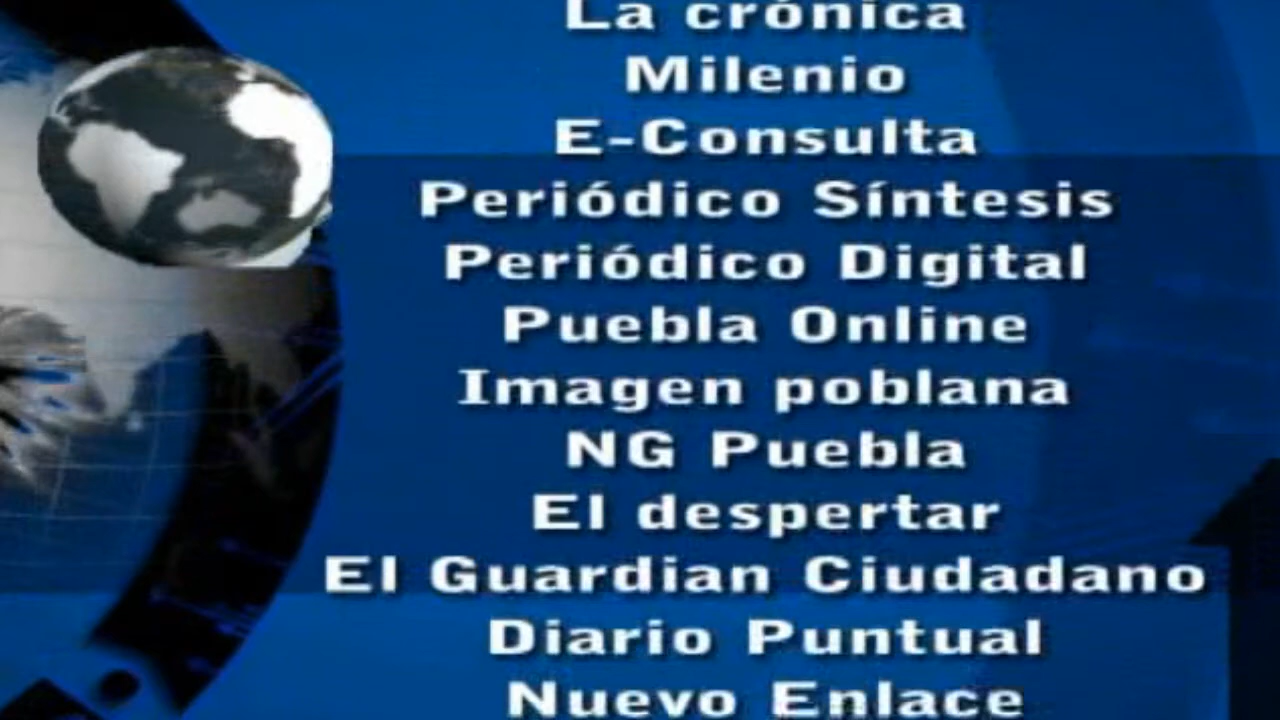 La crónica
Milenio
E-Consulta
Periódico Síntesis
Periódico Digital
Puebla Online
Imagen poblana
NG Puebla
El despertar
El Guardian Ciudadano
Diario Puntual
Nuevo Enlace